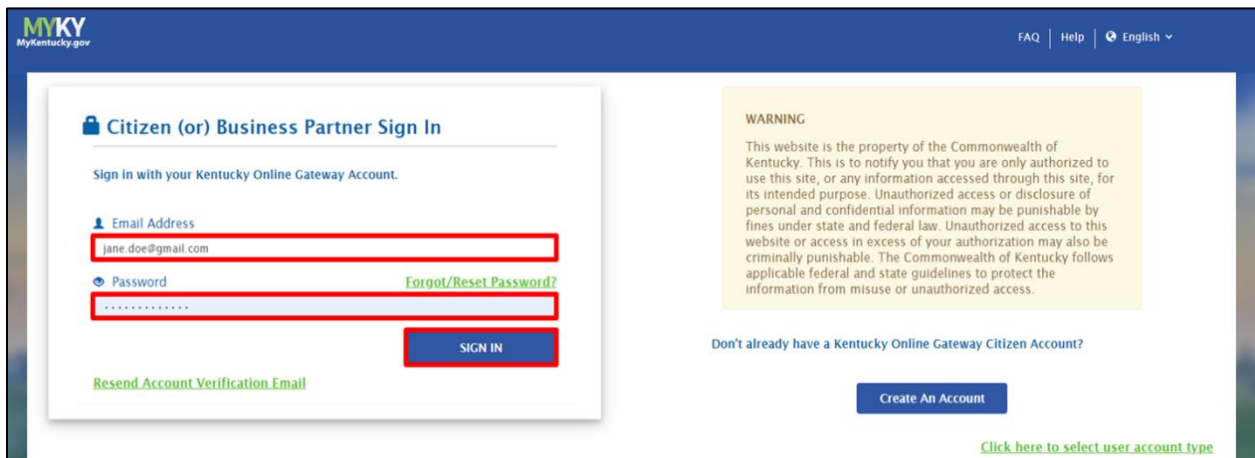 MYKY
MyKentucky.gov
FAQ | Help | English
Citizen (or) Business Partner Sign In
Sign in with your Kentucky Online Gateway Account.
Email Address
jane.doe@gmail.com
Password
Forgot/Reset Password?
.............
SIGN IN
Resend Account Verification Email
WARNING
This website is the property of the Commonwealth of
Kentucky. This is to notify you that you are only authorized to
use this site, or any information accessed through this site, for
its intended purpose. Unauthorized access or disclosure of
personal and confidential information may be punishable by
fines under state and federal law. Unauthorized access to this
website or access in excess of your authorization may also be
criminally punishable. The Commonwealth of Kentucky follows
applicable federal and state guidelines to protect the
information from misuse or unauthorized access.
Don't already have a Kentucky Online Gateway Citizen Account?
Create An Account
Click here to select user account type